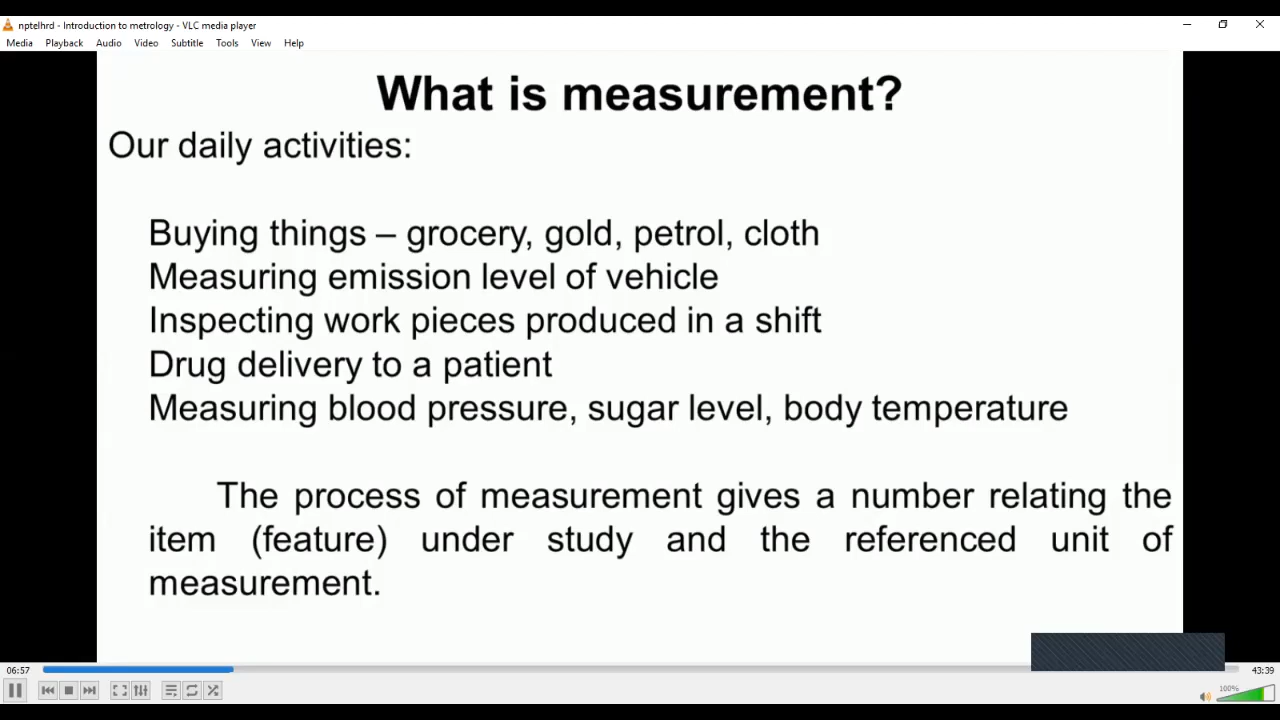 nptelhrd - Introduction to metrology - VLC media player
Media Playback Audio Video Subtitle Tools View Help
What is measurement?
Our daily activities:
Buying things – grocery, gold, petrol, cloth
Measuring emission level of vehicle
Inspecting work pieces produced in a shift
Drug delivery to a patient
Measuring blood pressure, sugar level, body temperature
The process of measurement gives a number relating the
item (feature) under study and the referenced unit of
measurement.
06:57 43:39
100%